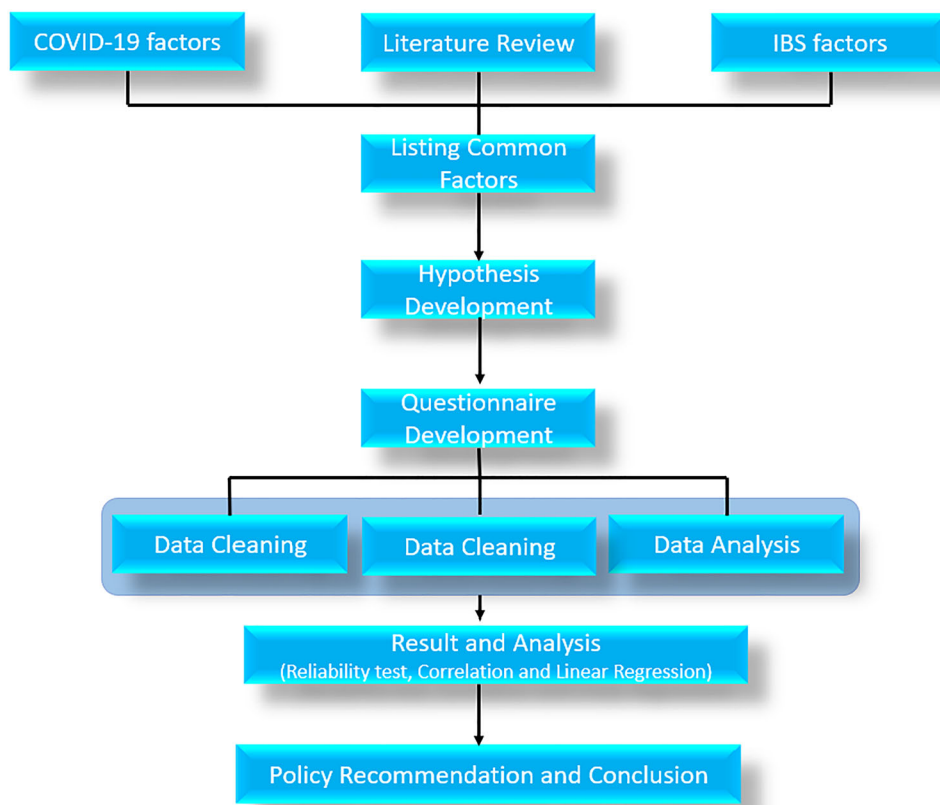 COVID-19 factors
Literature Review
IBS factors
Listing Common
Factors
Hypothesis
Development
Questionnaire
Development
Data Cleaning
Data Cleaning
Data Analysis
Result and Analysis
(Reliability test, Correlation and Linear Regression)
Policy Recommendation and Conclusion